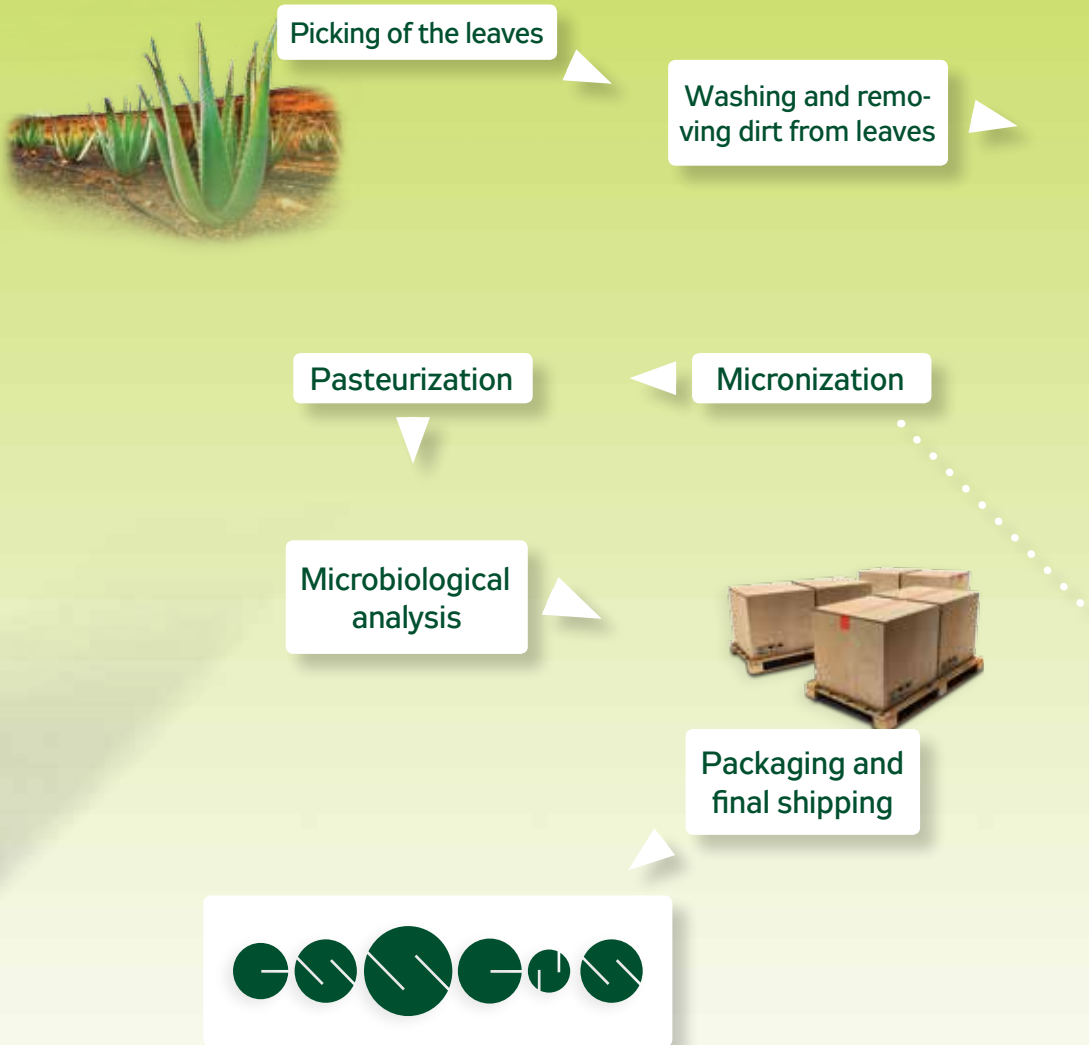 Picking of the leaves
Washing and remo-
ving dirt from leaves
Pasteurization
Micronization
Microbiological
analysis
Packaging and
final shipping
essens